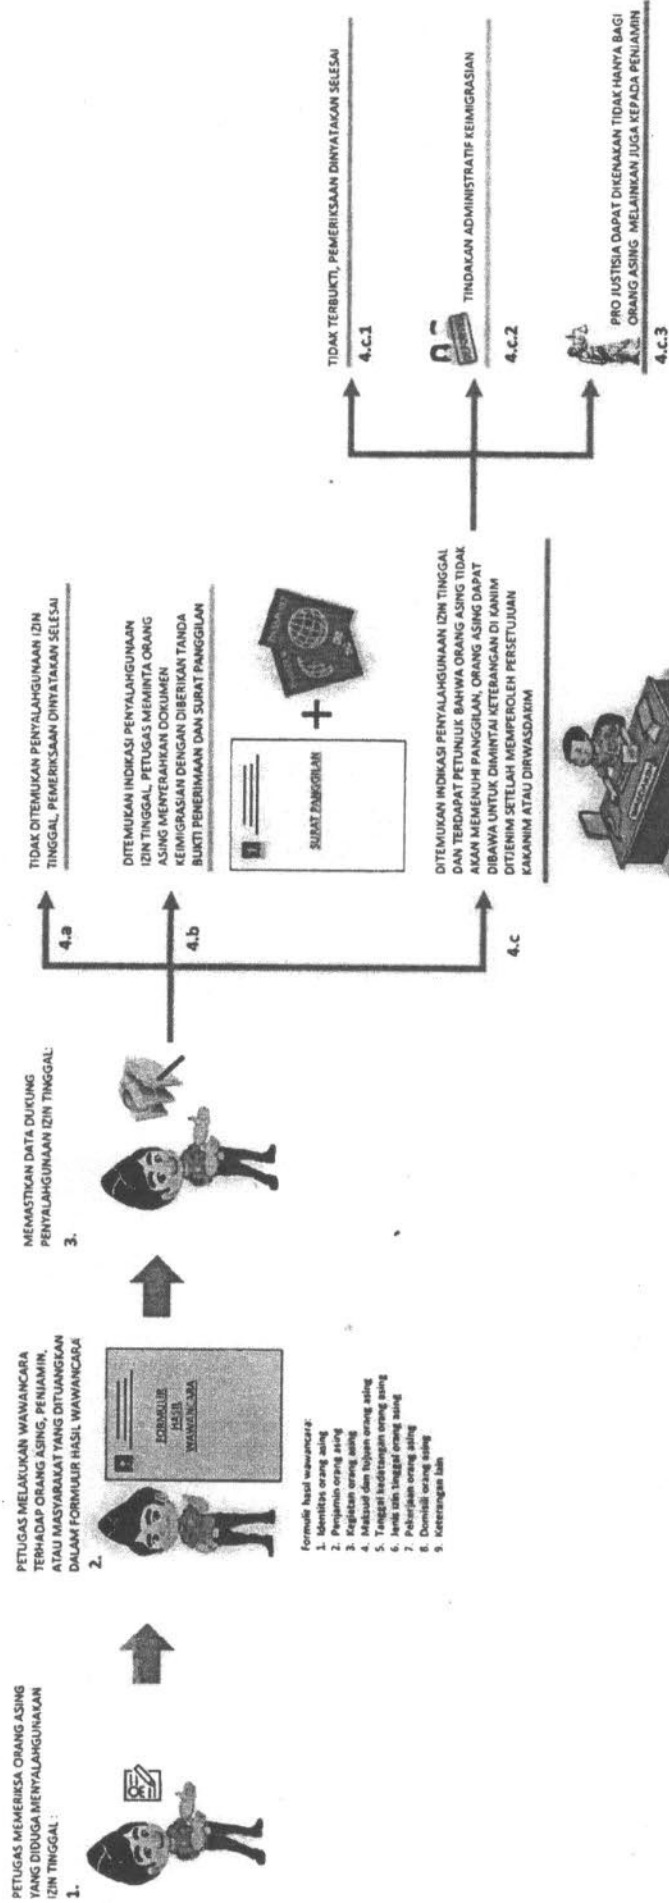 PETUGAS MEMERIKSA ORANG ASING
YANG DIDUGA MENYALAHGUNAKAN
IZIN TINGGAL :
1.
PETUGAS MELAKUKAN WAWANCARA
TERHADAP ORANG ASING, PENJAMIN,
ATAU MASYARAKAT YANG DITUANGKAN
DALAM FORMULIR HASIL WAWANCARA
2.
FORMULIR
HASIL
WAWANCARA
Formulir hasil wawancara:
1. Identitas orang asing
2. Penjamin orang asing
3. Kegiatan orang asing
4. Maksud dan tujuan orang asing
5. Tanggal kedatangan orang asing
6. Jenis izin tinggal orang asing
7. Pekerjaan orang asing
8. Domisili orang asing
9. Keterangan lain
MEMASTIKAN DATA DUKUNG
PENYALAHGUNAAN IZIN TINGGAL:
3.
4.a
TIDAK DITEMUKAN PENYALAHGUNAAN IZIN
TINGGAL, PEMERIKSAAN DINYATAKAN SELESAI
4.b
DITEMUKAN INDIKASI PENYALAHGUNAAN
IZIN TINGGAL, PETUGAS MEMINTA ORANG
ASING MENYERAHKAN DOKUMEN
KEIMIGRASIAN DENGAN DIBERIKAN TANDA
BUKTI PENERIMAAN DAN SURAT PANGGILAN
SURAT PANGGILAN
+
4.c
DITEMUKAN INDIKASI PENYALAHGUNAAN IZIN TINGGAL
DAN TERDAPAT PETUNJUK BAHWA ORANG ASING TIDAK
AKAN MEMENUHI PANGGILAN, ORANG ASING DAPAT
DIBAWA UNTUK DIMINTAI KETERANGAN DI KANIM
DITJENIM SETELAH MEMPEROLEH PERSETUJUAN
KAKANIM ATAU DIRWASDAKIM
TIDAK TERBUKTI, PEMERIKSAAN DINYATAKAN SELESAI
4.c.1
TINDAKAN ADMINISTRATIF KEIMIGRASIAN
4.c.2
PRO JUSTISIA DAPAT DIKENAKAN TIDAK HANYA BAGI
ORANG ASING MELAINKAN JUGA KEPADA PENJAMIN
4.c.3